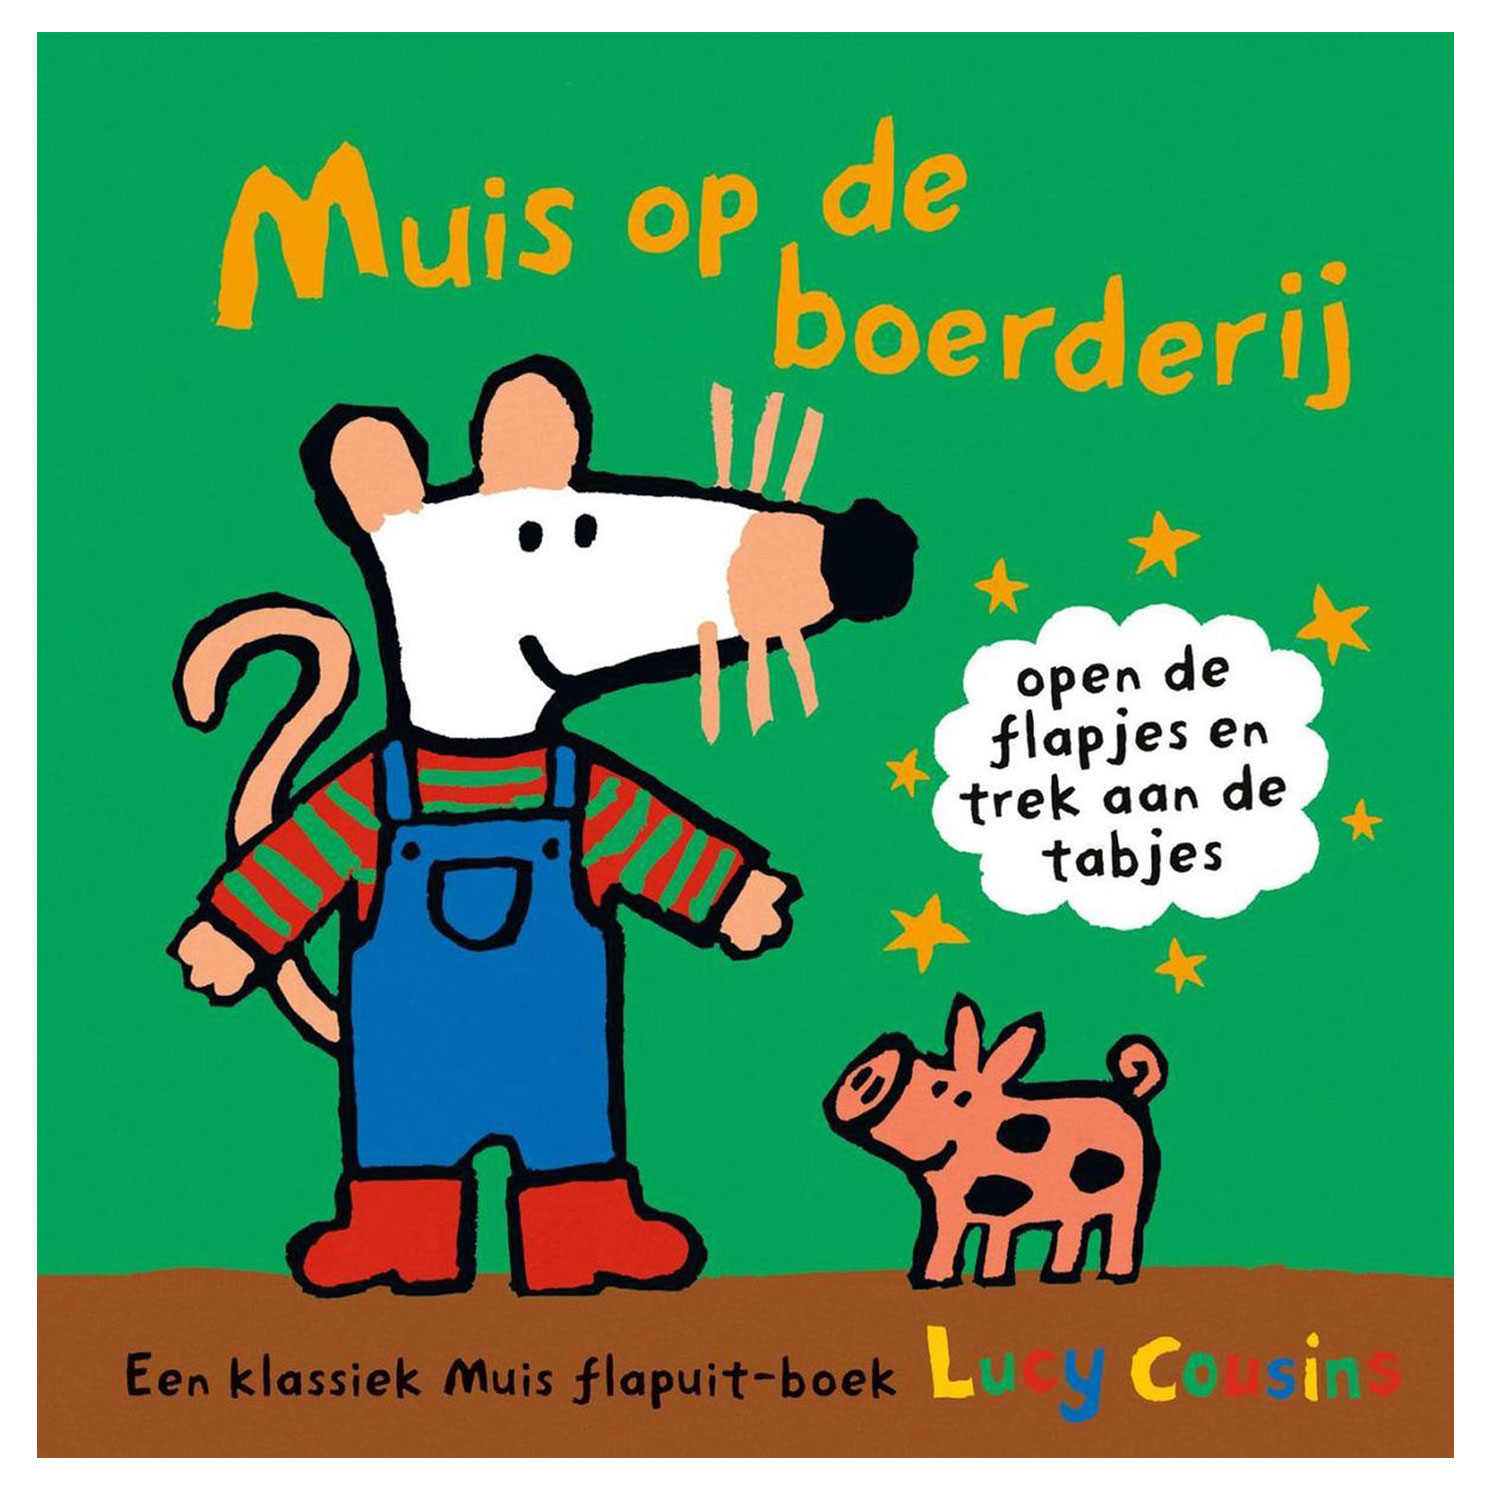 Muis op de
boerderij
open de
flapjes en
trek aan de
tabjes
Een klassiek Muis flapuit-boek Lucy Cousins